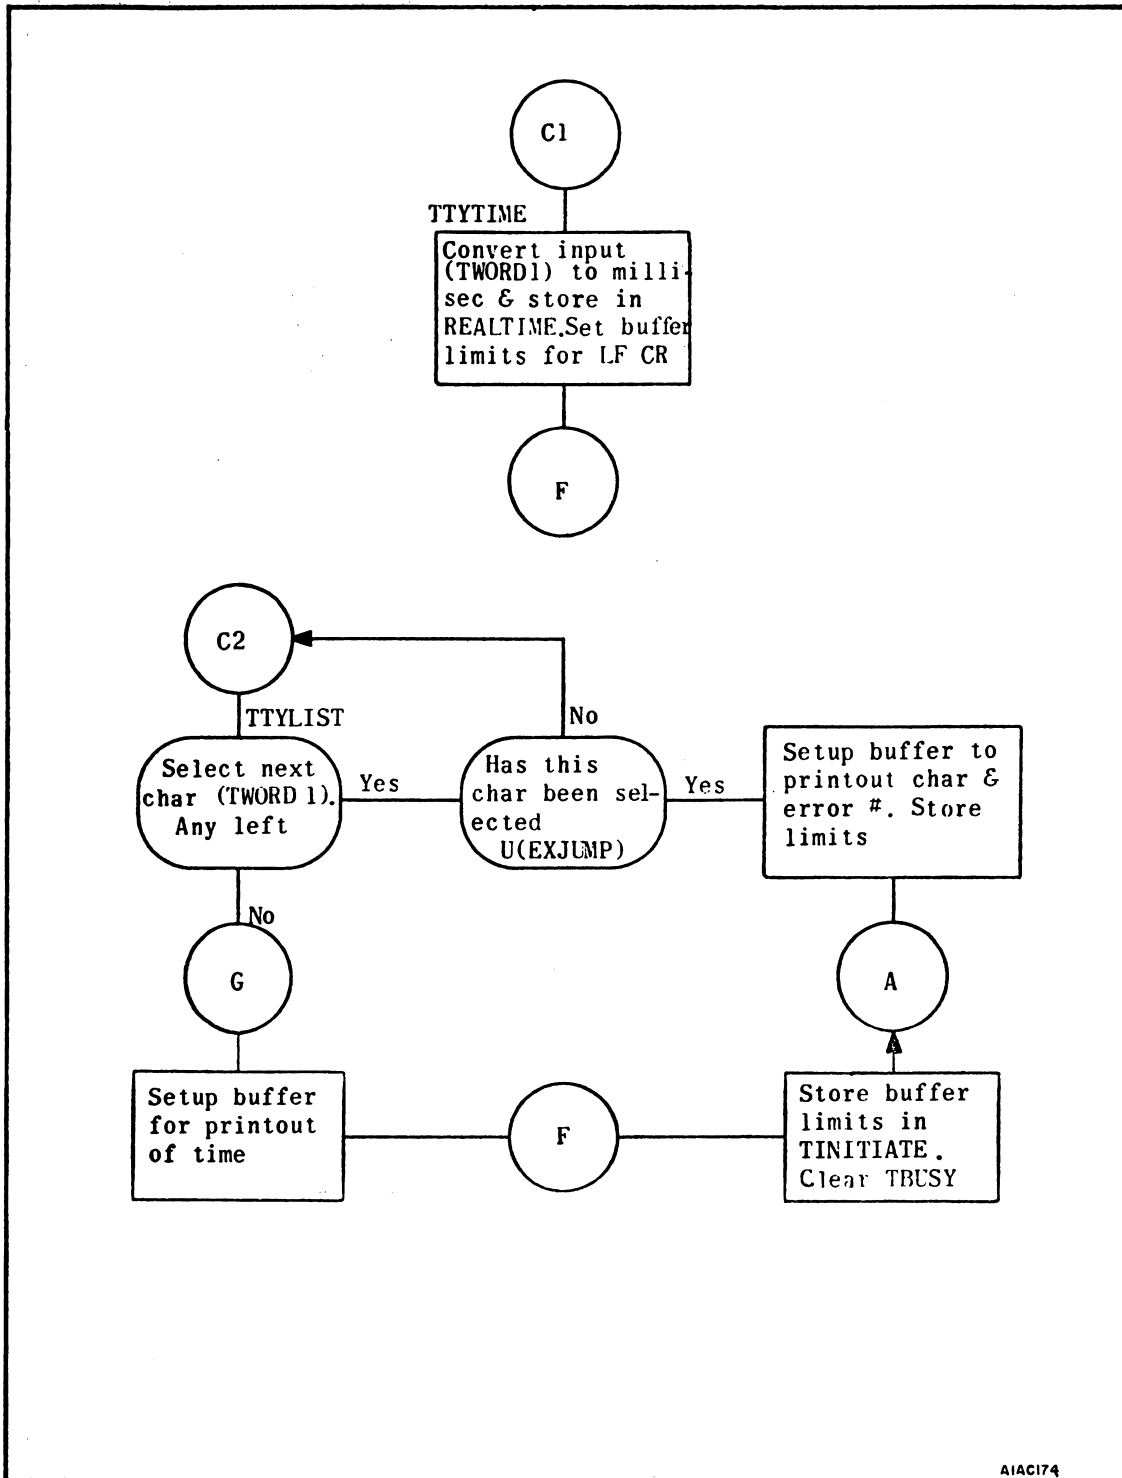 C1
TTYTIME
Convert input
(TWORD1) to milli-
sec & store in
REALTIME.Set buffer
limits for LF CR
F
C2
TTYLIST
No
Select next
char (TWORD 1).
Any left
Yes
Has this
char been sel-
ected
U(EXJUMP)
Yes
Setup buffer to
printout char &
error #. Store
limits
No
G
A
Setup buffer
for printout
of time
F
Store buffer
limits in
TINITIATE.
Clear TBUSY
A1AC174